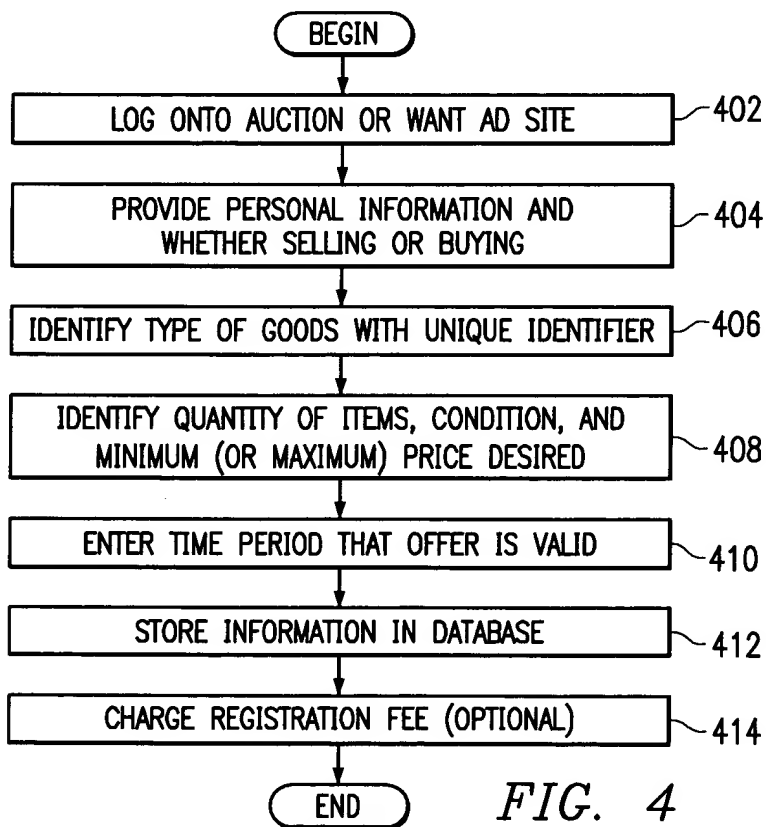 BEGIN
LOG ONTO AUCTION OR WANT AD SITE
402
PROVIDE PERSONAL INFORMATION AND
WHETHER SELLING OR BUYING
404
IDENTIFY TYPE OF GOODS WITH UNIQUE IDENTIFIER
406
IDENTIFY QUANTITY OF ITEMS, CONDITION, AND
MINIMUM (OR MAXIMUM) PRICE DESIRED
408
ENTER TIME PERIOD THAT OFFER IS VALID
410
STORE INFORMATION IN DATABASE
412
CHARGE REGISTRATION FEE (OPTIONAL)
414
END
FIG. 4